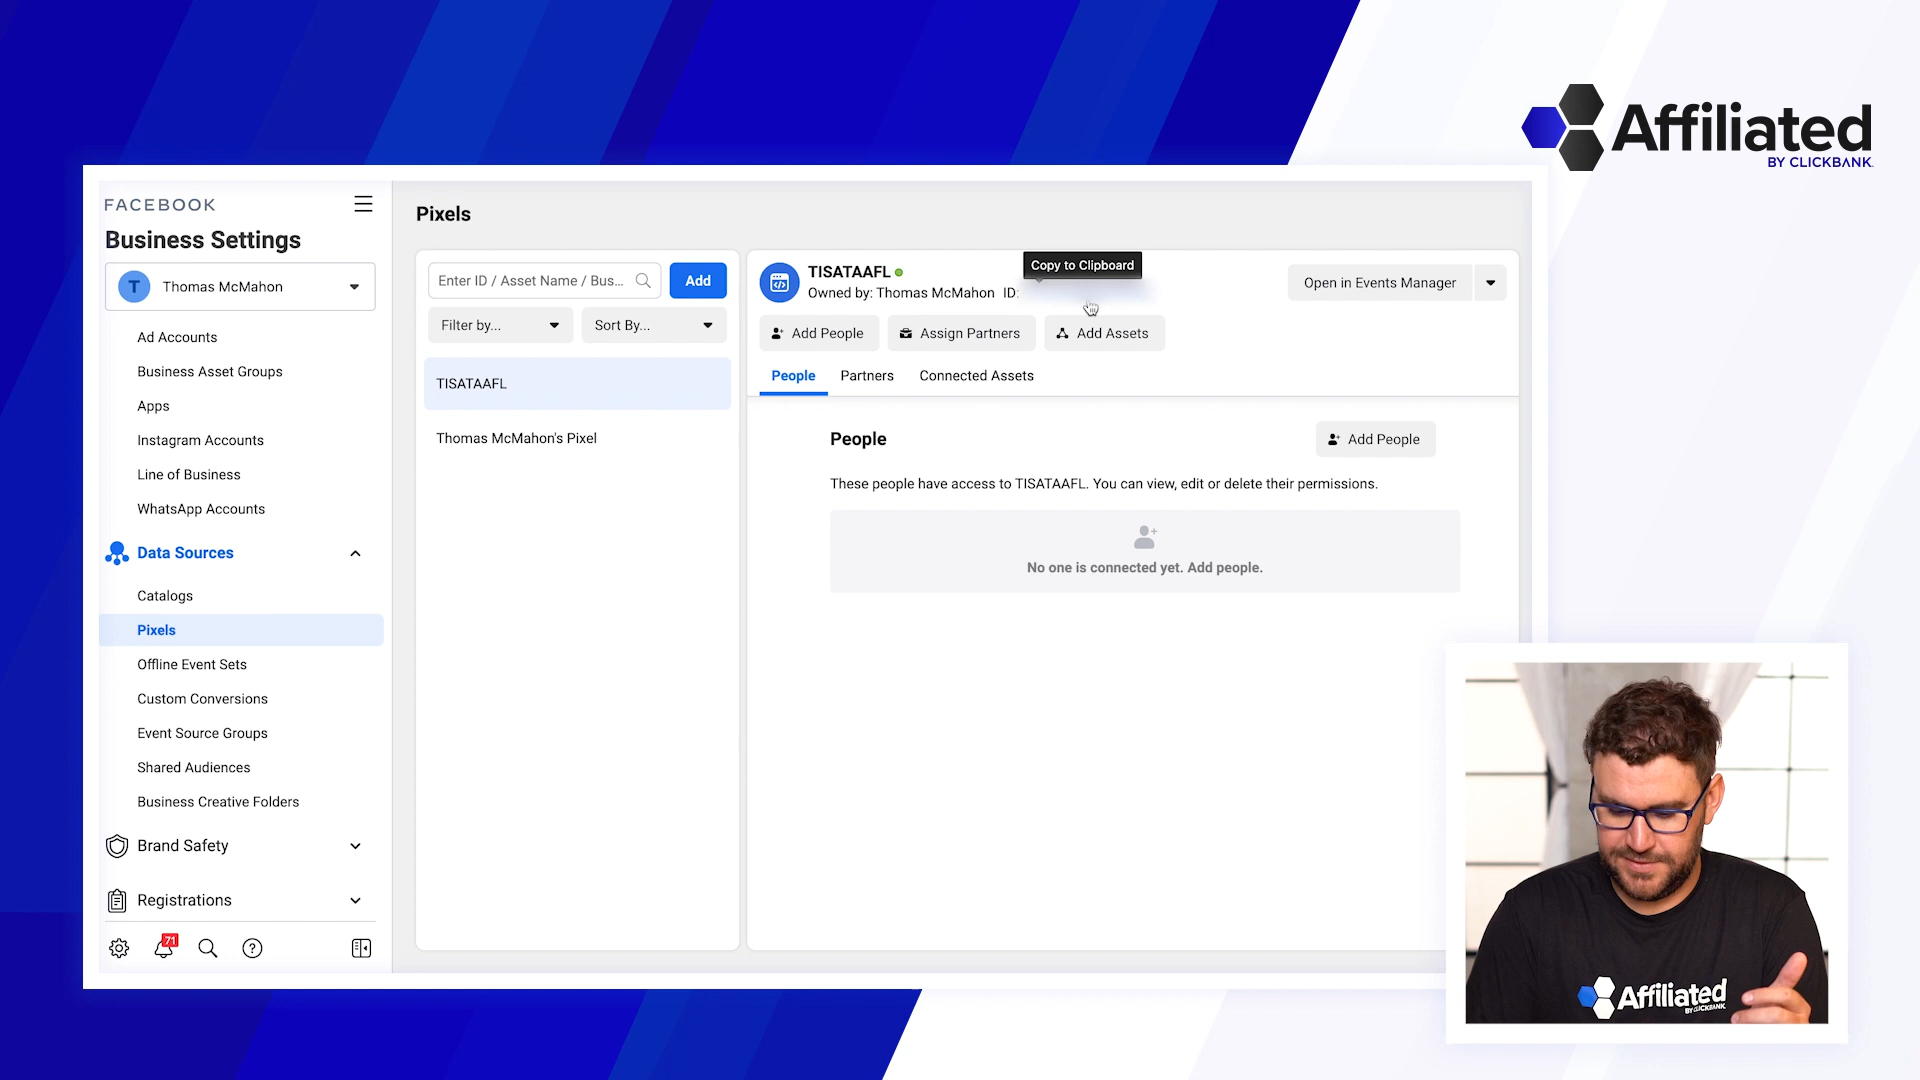 Affiliated
BY CLICKBANK
FACEBOOK
Business Settings
T
Thomas McMahon
Ad Accounts
Business Asset Groups
Apps
Instagram Accounts
Line of Business
WhatsApp Accounts
Data Sources
Catalogs
Pixels
Offline Event Sets
Custom Conversions
Event Source Groups
Shared Audiences
Business Creative Folders
Brand Safety
Registrations
71
Pixels
Enter ID / Asset Name / Bus...
Add
Filter by...
Sort By...
TISATAAFL
Thomas McMahon's Pixel
TISATAAFL
Copy to Clipboard
Owned by: Thomas McMahon ID:
Open in Events Manager
Add People
Assign Partners
Add Assets
People
Partners
Connected Assets
People
Add People
These people have access to TISATAAFL. You can view, edit or delete their permissions.
No one is connected yet. Add people.
Affiliated
BY CLICKBANK